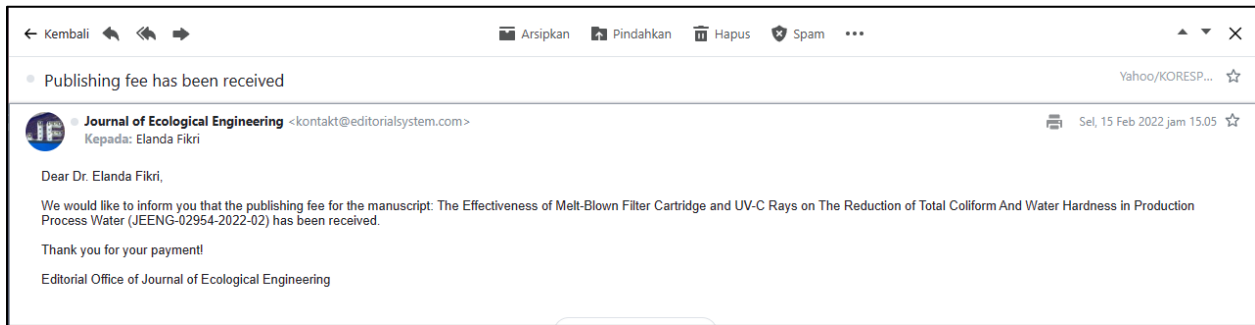 Kembali Arsipkan Pindahkan Hapus Spam
Publishing fee has been received Yahoo/KORESP...
JE
Journal of Ecological Engineering <kontakt@editorialsystem.com> Sel, 15 Feb 2022 jam 15.05
Kepada: Elanda Fikri
Dear Dr. Elanda Fikri,
We would like to inform you that the publishing fee for the manuscript: The Effectiveness of Melt-Blown Filter Cartridge and UV-C Rays on The Reduction of Total Coliform And Water Hardness in Production
Process Water (JEENG-02954-2022-02) has been received.
Thank you for your payment!
Editorial Office of Journal of Ecological Engineering